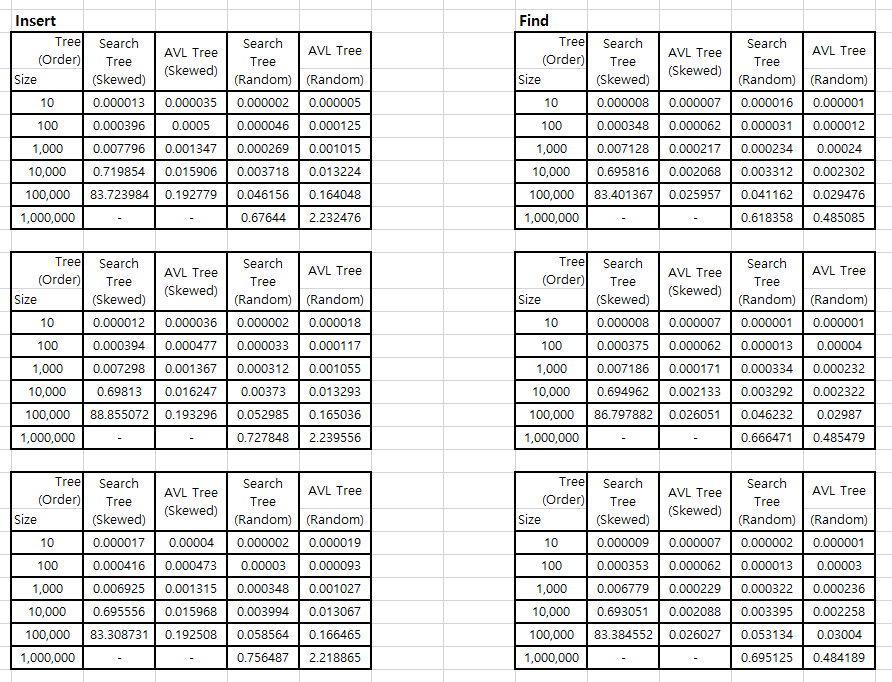 Insert Find
Tree (Order) Size Search Tree (Skewed) AVL Tree (Skewed) Search Tree (Random) AVL Tree (Random) Tree (Order) Size Search Tree (Skewed) AVL Tree (Skewed) Search Tree (Random) AVL Tree (Random)
10 0.000013 0.000035 0.000002 0.000005 10 0.000008 0.000007 0.000016 0.000001
100 0.000396 0.0005 0.000046 0.000125 100 0.000348 0.000062 0.000031 0.000012
1,000 0.007796 0.001347 0.000269 0.001015 1,000 0.007128 0.000217 0.000234 0.00024
10,000 0.719854 0.015906 0.003718 0.013224 10,000 0.695816 0.002068 0.003312 0.002302
100,000 83.723984 0.192779 0.046156 0.164048 100,000 83.401367 0.025957 0.041162 0.029476
1,000,000 - - 0.67644 2.232476 1,000,000 - - 0.618358 0.485085
Tree (Order) Size Search Tree (Skewed) AVL Tree (Skewed) Search Tree (Random) AVL Tree (Random) Tree (Order) Size Search Tree (Skewed) AVL Tree (Skewed) Search Tree (Random) AVL Tree (Random)
10 0.000012 0.000036 0.000002 0.000018 10 0.000008 0.000007 0.000001 0.000001
100 0.000394 0.000477 0.000033 0.000117 100 0.000375 0.000062 0.000013 0.00004
1,000 0.007298 0.001367 0.000312 0.001055 1,000 0.007186 0.000171 0.000334 0.000232
10,000 0.69813 0.016247 0.00373 0.013293 10,000 0.694962 0.002133 0.003292 0.002322
100,000 88.855072 0.193296 0.052985 0.165036 100,000 86.797882 0.026051 0.046232 0.02987
1,000,000 - - 0.727848 2.239556 1,000,000 - - 0.666471 0.485479
Tree (Order) Size Search Tree (Skewed) AVL Tree (Skewed) Search Tree (Random) AVL Tree (Random) Tree (Order) Size Search Tree (Skewed) AVL Tree (Skewed) Search Tree (Random) AVL Tree (Random)
10 0.000017 0.00004 0.000002 0.000019 10 0.000009 0.000007 0.000002 0.000001
100 0.000416 0.000473 0.00003 0.000093 100 0.000353 0.000062 0.000013 0.00003
1,000 0.006925 0.001315 0.000348 0.001027 1,000 0.006779 0.000229 0.000322 0.000236
10,000 0.695556 0.015968 0.003994 0.013067 10,000 0.693051 0.002088 0.003395 0.002258
100,000 83.308731 0.192508 0.058564 0.166465 100,000 83.384552 0.026027 0.053134 0.03004
1,000,000 - - 0.756487 2.218865 1,000,000 - - 0.695125 0.484189